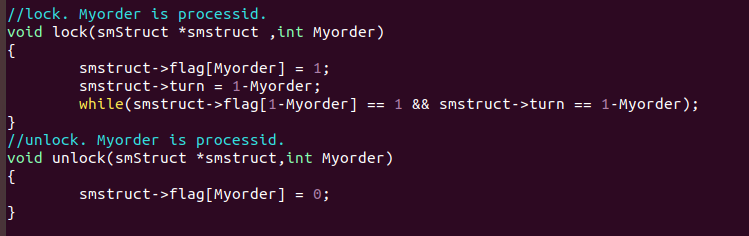 //lock. Myorder is processid.
void lock(smStruct *smstruct ,int Myorder)
{
        smstruct->flag[Myorder] = 1;
        smstruct->turn = 1-Myorder;
        while(smstruct->flag[1-Myorder] == 1 && smstruct->turn == 1-Myorder);
}
//unlock. Myorder is processid.
void unlock(smStruct *smstruct,int Myorder)
{
        smstruct->flag[Myorder] = 0;
}